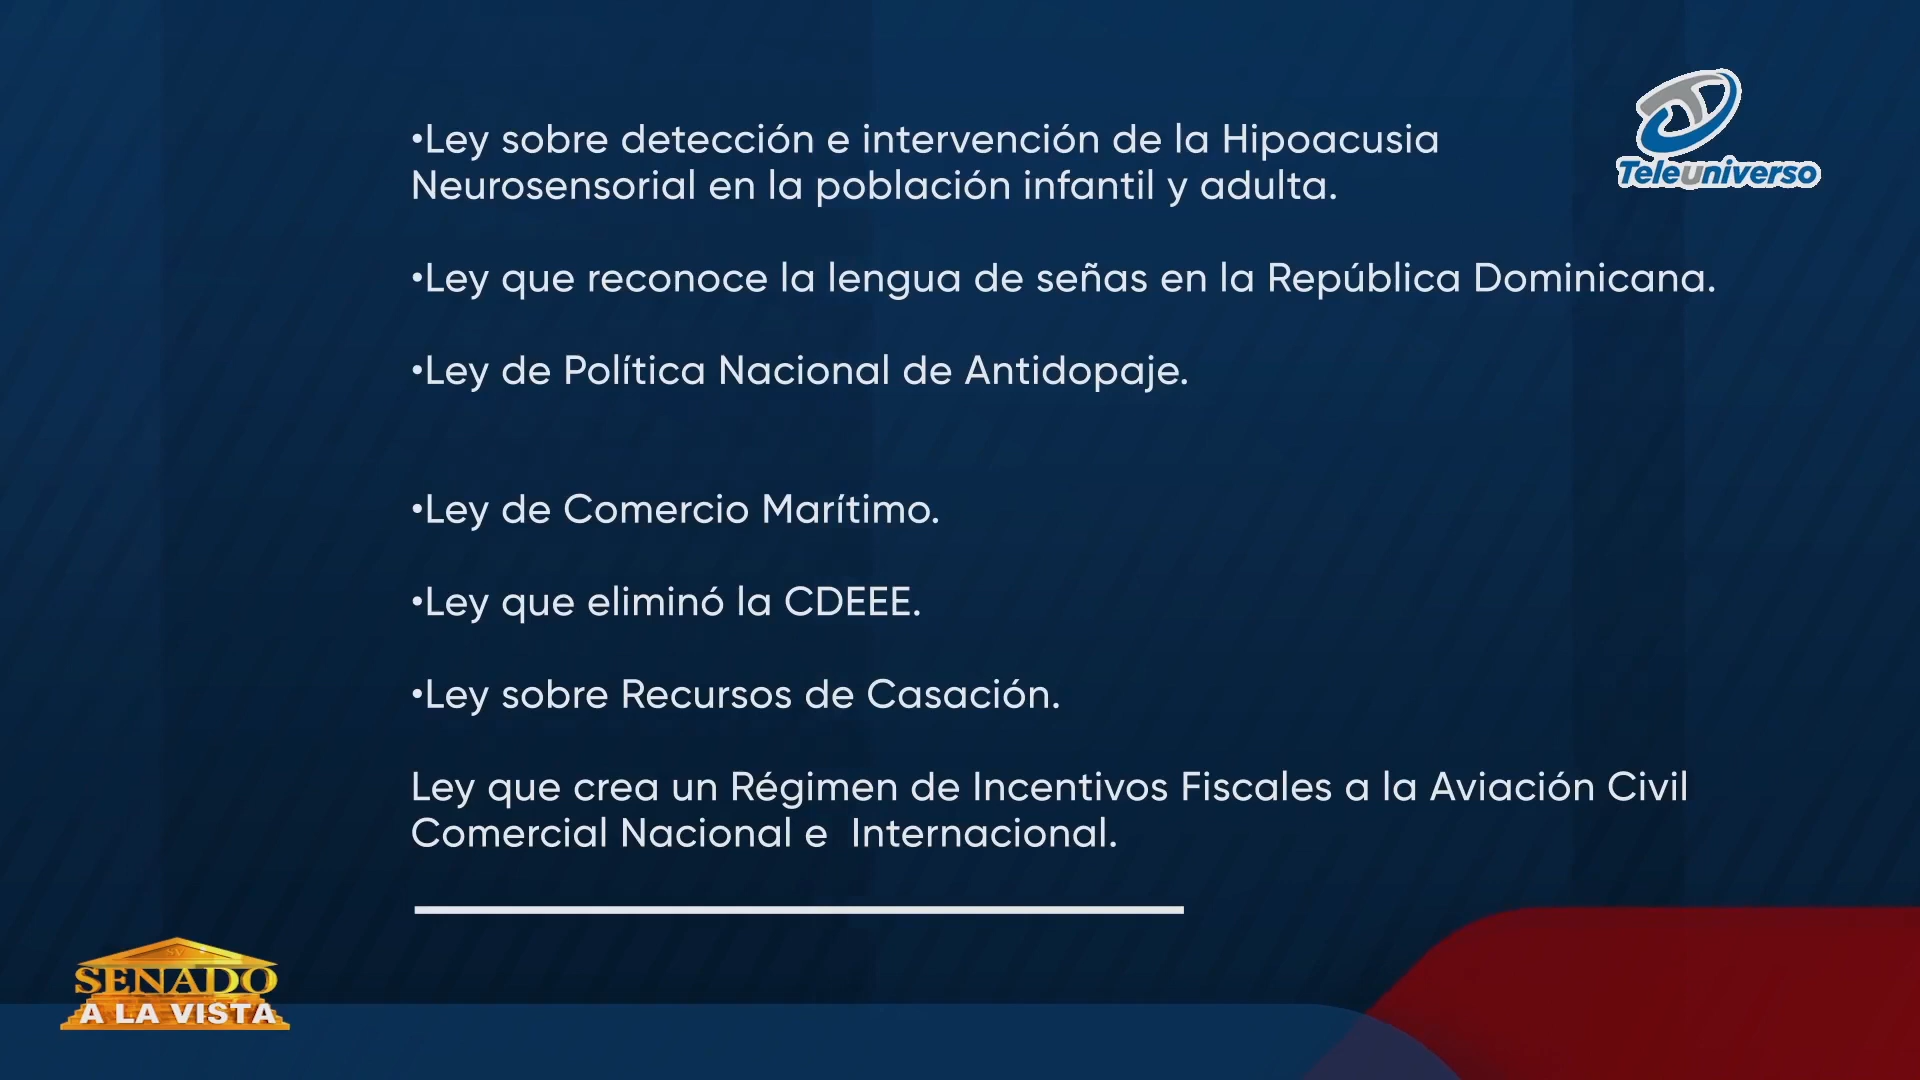 •Ley sobre detección e intervención de la Hipoacusia
Neurosensorial en la población infantil y adulta.
•Ley que reconoce la lengua de señas en la República Dominicana.
•Ley de Política Nacional de Antidopaje.
•Ley de Comercio Marítimo.
•Ley que eliminó la CDEEE.
•Ley sobre Recursos de Casación.
Ley que crea un Régimen de Incentivos Fiscales a la Aviación Civil
Comercial Nacional e  Internacional.
Teleuniverso
SENADO
A LA VISTA